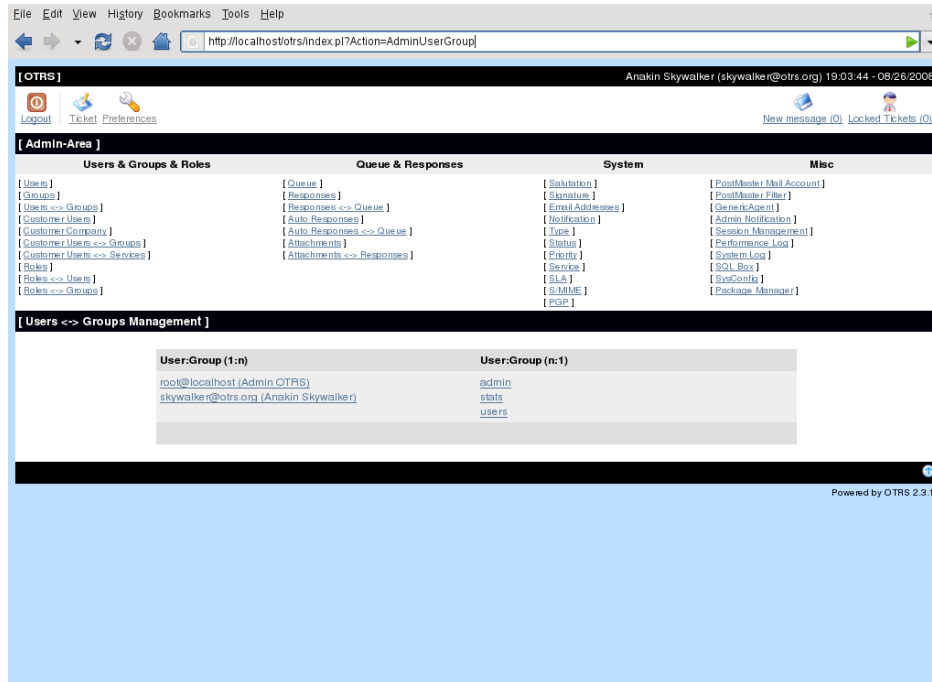 File Edit View History Bookmarks Tools Help
http://localhost/otrs/index.pl?Action=AdminUserGroup
[ OTRS ] Anakin Skywalker (skywalker@otrs.org) 19:03:44 - 08/26/2008
Logout Ticket Preferences New message (0) Locked Tickets (0)
[ Admin-Area ]
Users & Groups & Roles Queue & Responses System Misc
[ Users ] [ Queue ] [ Salutation ] [ PostMaster Mail Account ]
[ Groups ] [ Responses ] [ Signature ] [ PostMaster Filter ]
[ Users <-> Groups ] [ Responses <-> Queue ] [ Email Addresses ] [ GenericAgent ]
[ Customer Users ] [ Auto Responses ] [ Notification ] [ Admin Notification ]
[ Customer Company ] [ Auto Responses <-> Queue ] [ Type ] [ Session Management ]
[ Customer Users <-> Groups ] [ Attachments ] [ Status ] [ Performance Log ]
[ Customer Users <-> Services ] [ Attachments <-> Responses ] [ Priority ] [ System Log ]
[ Roles ] [ Service ] [ SQL Box ]
[ Roles <-> Users ] [ SLA ] [ SysConfig ]
[ Roles <-> Groups ] [ S/MIME ] [ Package Manager ]
[ PGP ]
[ Users <-> Groups Management ]
User:Group (1:n) User:Group (n:1)
root@localhost (Admin OTRS) admin
skywalker@otrs.org (Anakin Skywalker) stats
users
Powered by OTRS 2.3.1